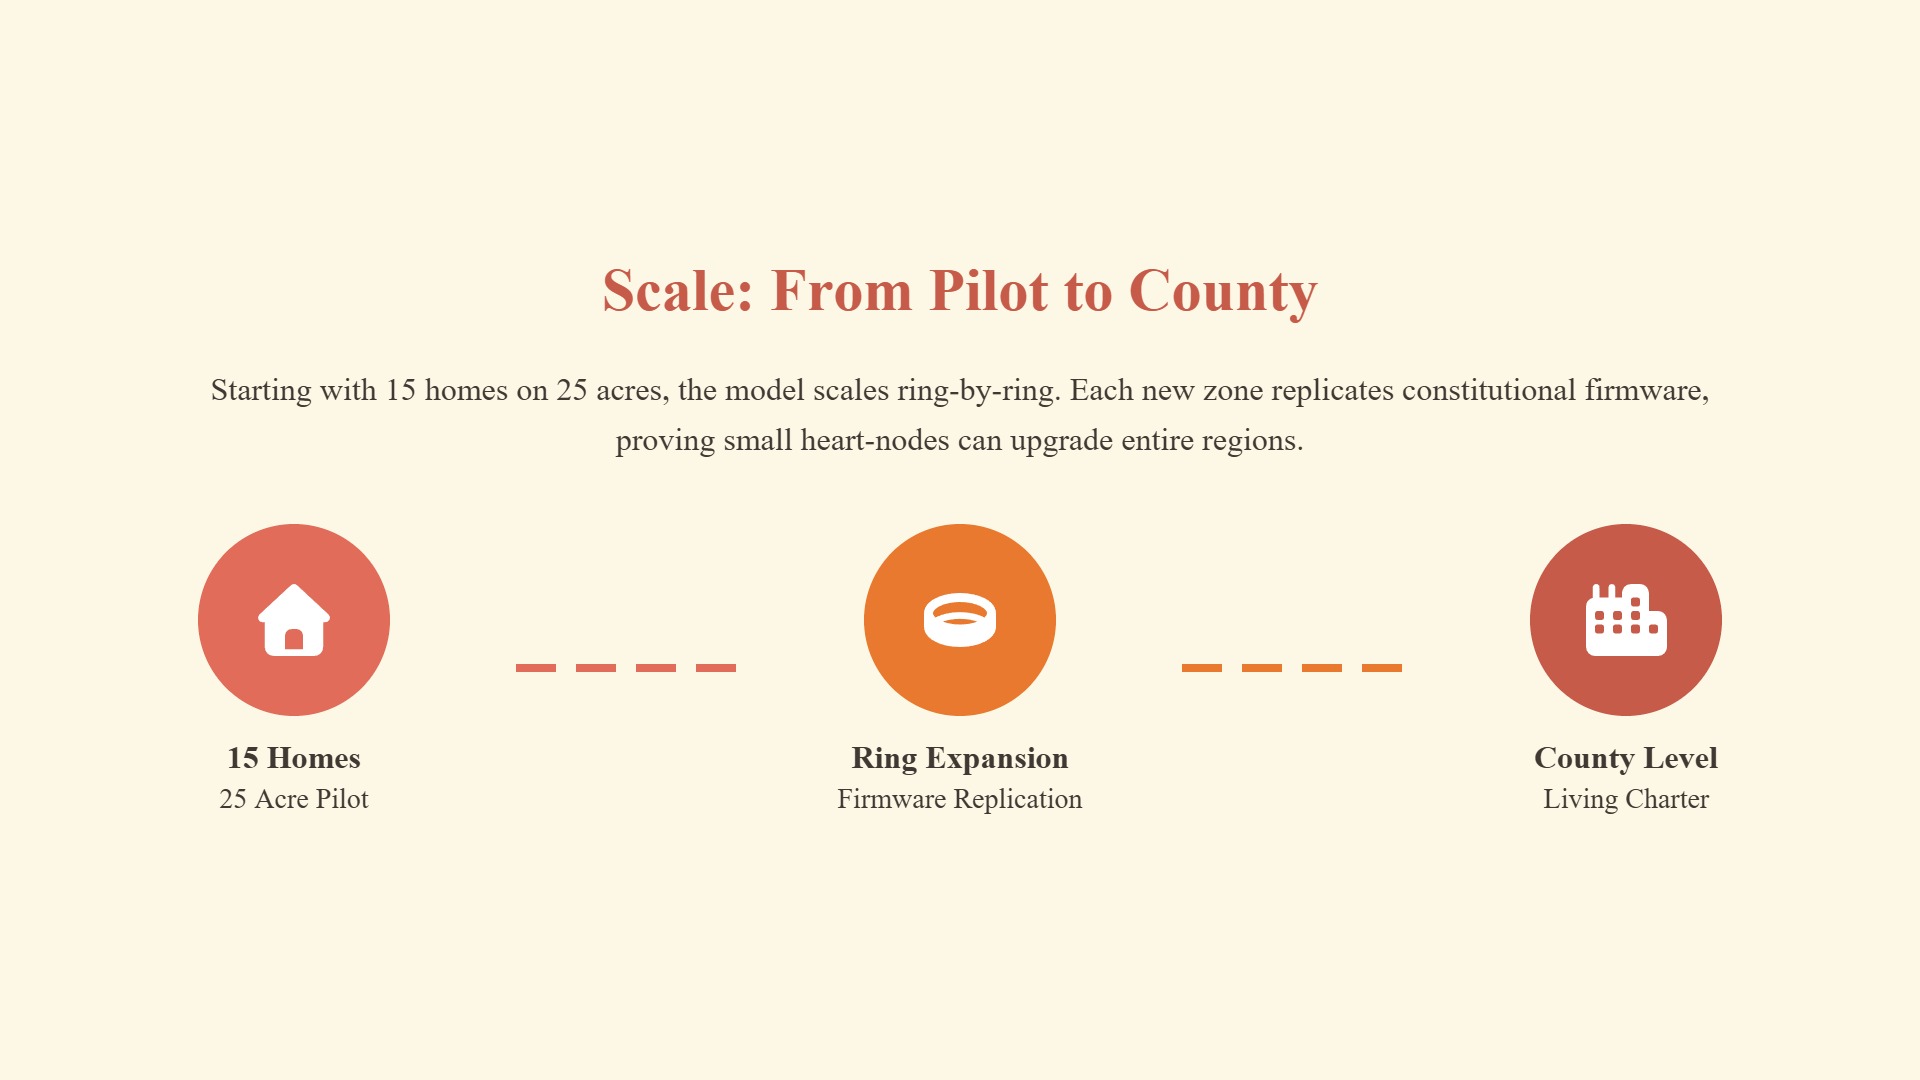 Scale: From Pilot to County
Starting with 15 homes on 25 acres, the model scales ring-by-ring. Each new zone replicates constitutional firmware,
proving small heart-nodes can upgrade entire regions.
15 Homes
25 Acre Pilot
Ring Expansion
Firmware Replication
County Level
Living Charter